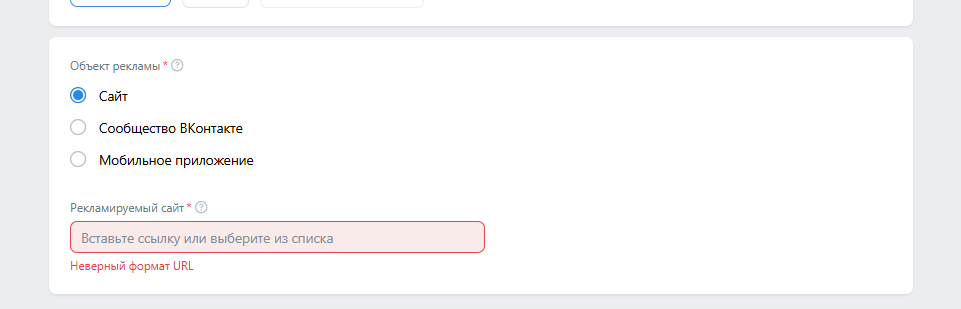 Объект рекламы *
Сайт
Сообщество ВКонтакте
Мобильное приложение
Рекламируемый сайт *
Вставьте ссылку или выберите из списка
Неверный формат URL